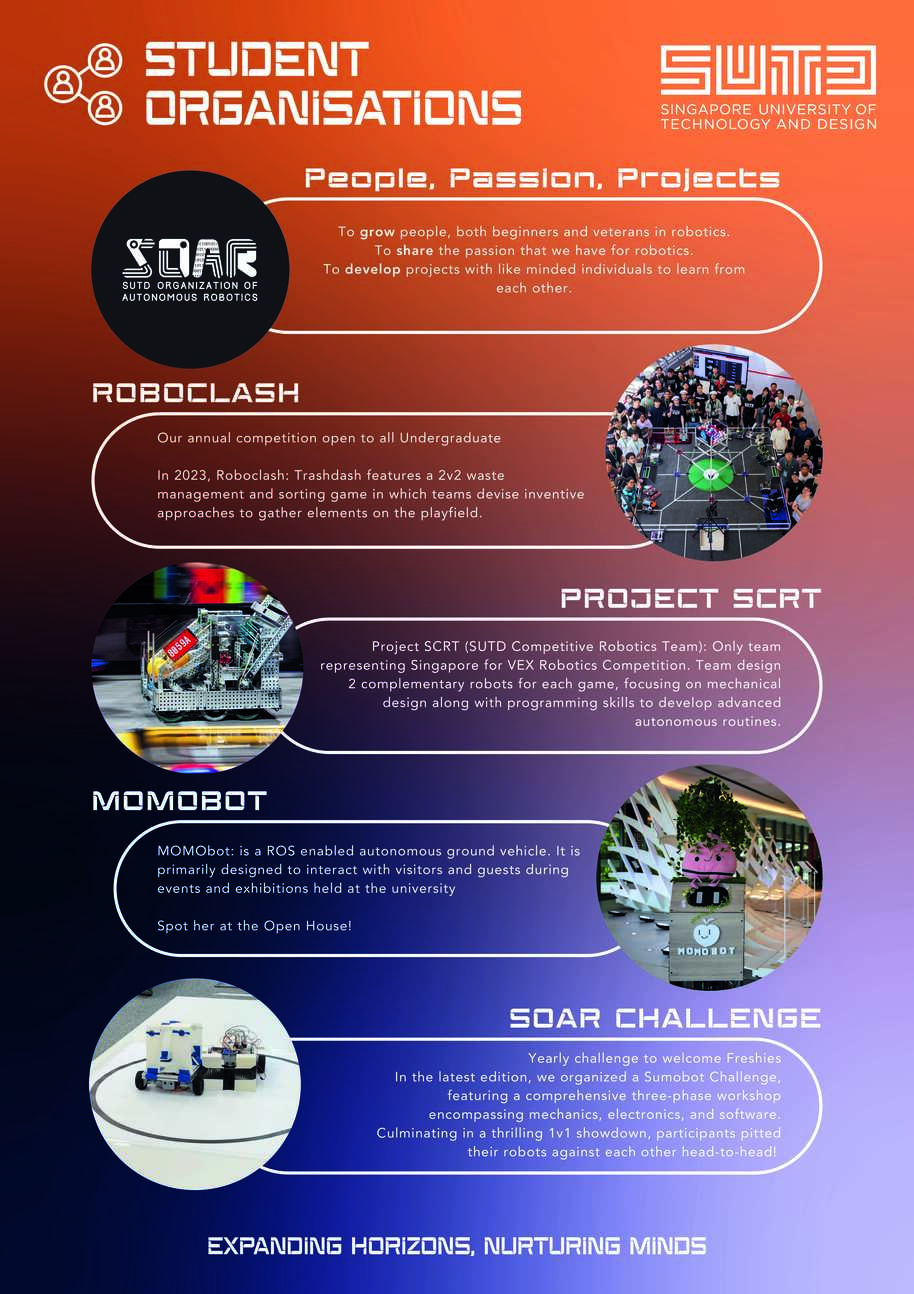 STUDENT
ORGANISATIONS
SUTD
SINGAPORE UNIVERSITY OF
TECHNOLOGY AND DESIGN
People, Passion, Projects
SOAR
SUTD ORGANIZATION OF
AUTONOMOUS ROBOTICS
To grow people, both beginners and veterans in robotics.
To share the passion that we have for robotics.
To develop projects with like minded individuals to learn from
each other.
ROBOCLASH
Our annual competition open to all Undergraduate
In 2023, Roboclash: Trashdash features a 2v2 waste
management and sorting game in which teams devise inventive
approaches to gather elements on the playfield.
PROJECT SCRT
8859A
Project SCRT (SUTD Competitive Robotics Team): Only team
representing Singapore for VEX Robotics Competition. Team design
2 complementary robots for each game, focusing on mechanical
design along with programming skills to develop advanced
autonomous routines.
MOMOBOT
MOMObot: is a ROS enabled autonomous ground vehicle. It is
primarily designed to interact with visitors and guests during
events and exhibitions held at the university
Spot her at the Open House!
MOMOBOT
SOAR CHALLENGE
Yearly challenge to welcome Freshies
In the latest edition, we organized a Sumobot Challenge,
featuring a comprehensive three-phase workshop
encompassing mechanics, electronics, and software.
Culminating in a thrilling 1v1 showdown, participants pitted
their robots against each other head-to-head!
EXPANDING HORIZONS, NURTURING MINDS